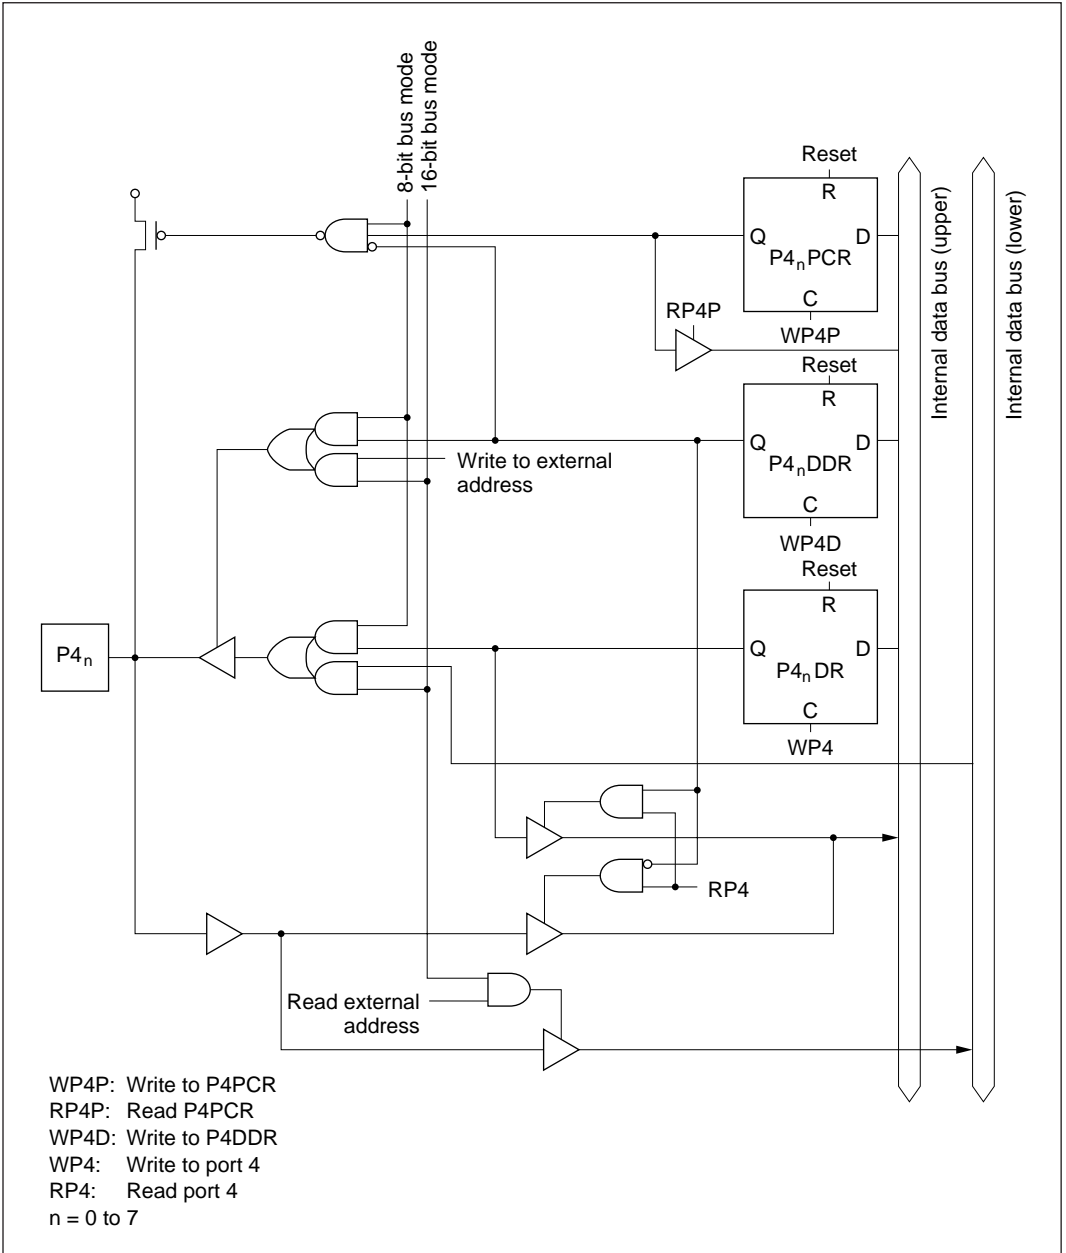 8-bit bus mode
16-bit bus mode
Reset
R
Q
D
P4nPCR
C
WP4P
RP4P
Internal data bus (upper)
Internal data bus (lower)
Reset
R
Q
D
P4nDDR
C
WP4D
Write to external
address
Reset
R
Q
D
P4nDR
C
WP4
P4n
RP4
Read external
address
WP4P: Write to P4PCR
RP4P: Read P4PCR
WP4D: Write to P4DDR
WP4: Write to port 4
RP4: Read port 4
n = 0 to 7